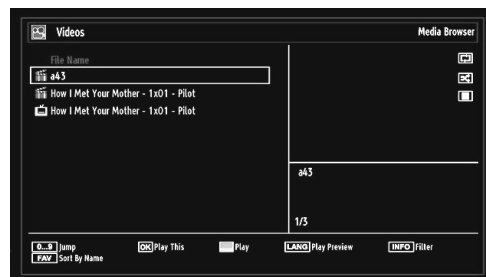 Videos
Media Browser
File Name
a43
How I Met Your Mother - 1x01 - Pilot
How I Met Your Mother - 1x01 - Pilot
a43
1/3
0...9 Jump
OK Play This
Play
LANG Play Preview
INFO Filter
FAV Sort By Name